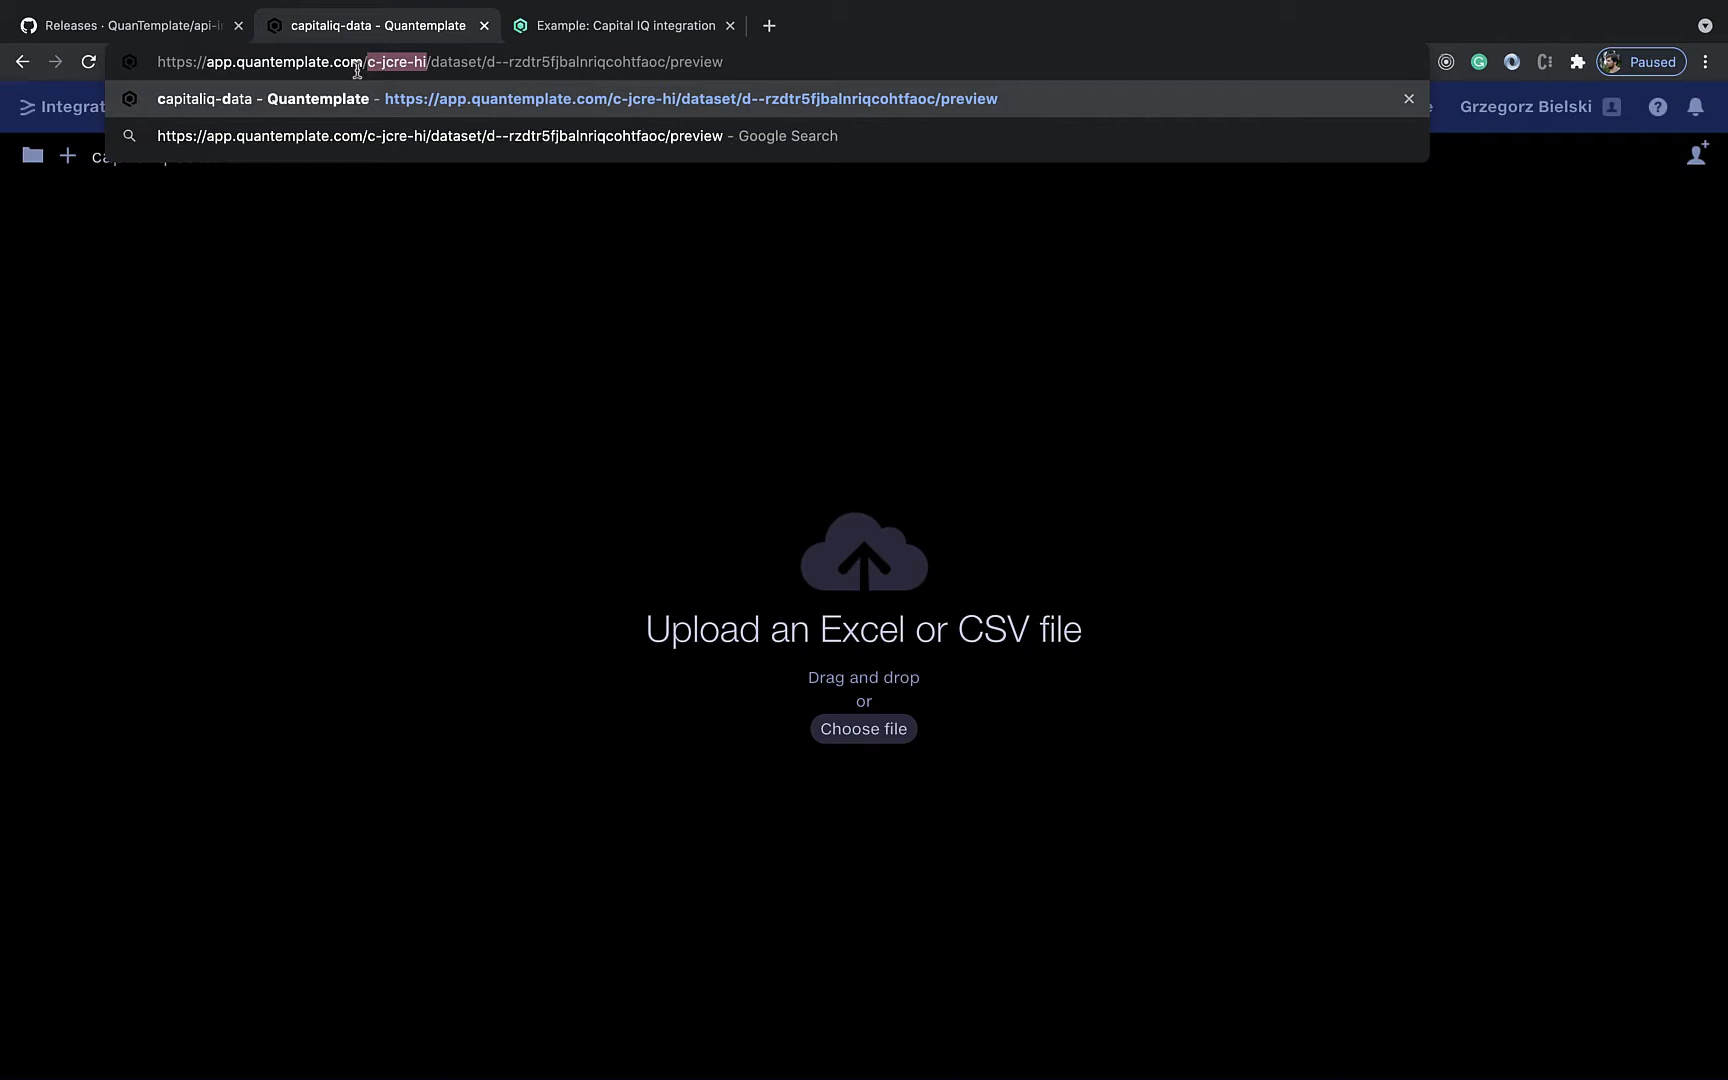 Releases · QuanTemplate/api-i
capitaliq-data - Quantemplate
Example: Capital IQ integration
https://app.quantemplate.com/c-jcre-hi/dataset/d--rzdtr5fjbalnriqcohtfaoc/preview
Paused
capitaliq-data - Quantemplate - https://app.quantemplate.com/c-jcre-hi/dataset/d--rzdtr5fjbalnriqcohtfaoc/preview
Integrat
Grzegorz Bielski
https://app.quantemplate.com/c-jcre-hi/dataset/d--rzdtr5fjbalnriqcohtfaoc/preview - Google Search
Upload an Excel or CSV file
Drag and drop
or
Choose file